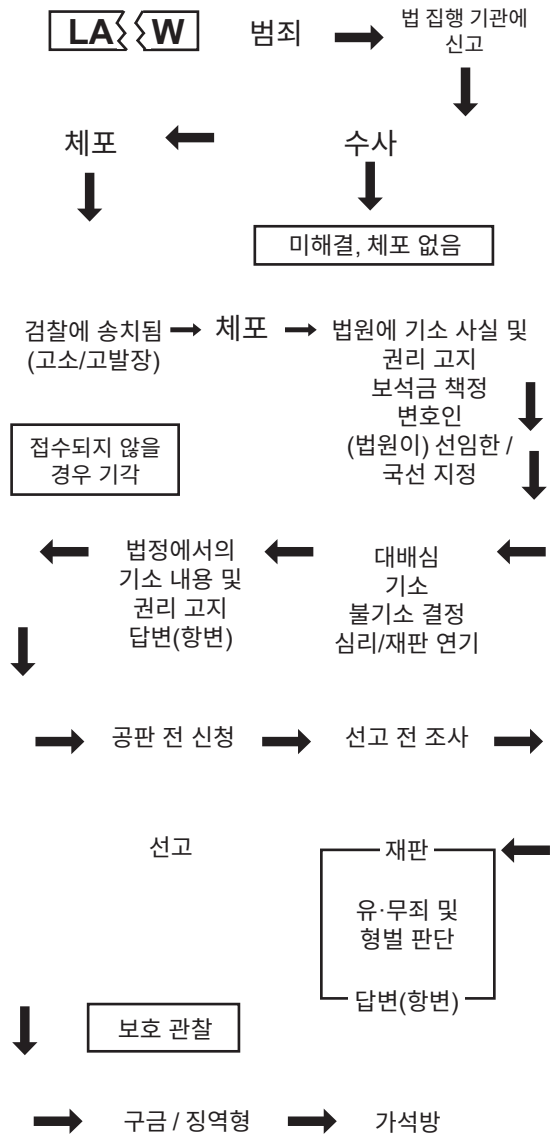 LAW
범죄
법 집행 기관에
신고
체포
수사
미해결, 체포 없음
검찰에 송치됨
(고소/고발장)
체포
법원에 기소 사실 및
권리 고지
보석금 책정
변호인
(법원이) 선임한 /
국선 지정
접수되지 않을
경우 기각
법정에서의
기소 내용 및
권리 고지
답변(항변)
대배심
기소
불기소 결정
심리/재판 연기
공판 전 신청
선고 전 조사
선고
재판
유·무죄 및
형벌 판단
답변(항변)
보호 관찰
구금 / 징역형
가석방